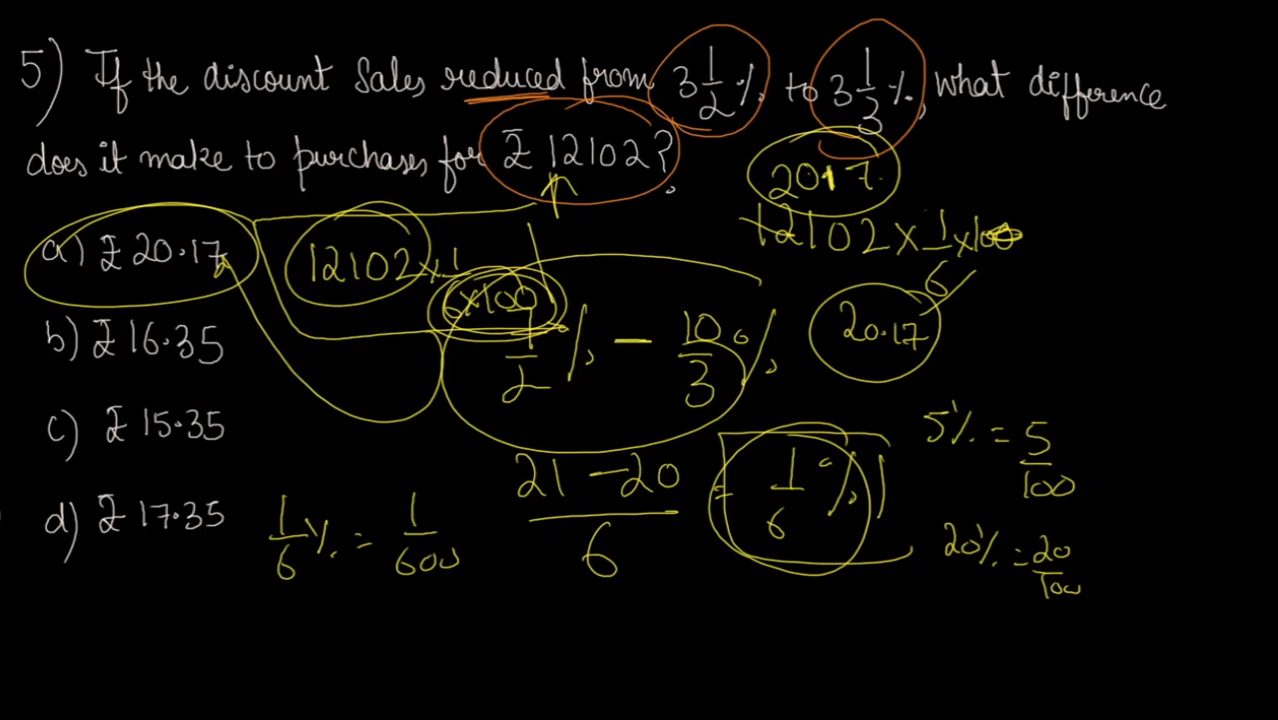 5) If the discount Sales reduced from 3 1/2 %, to 3 1/3 %, what difference
does it make to purchases for ₹ 12102?
2017
12102 × 1/6 × 100
a) ₹ 20.17
12102 × 1
6×100
20.17
b) ₹ 16.35
7/2 %, - 10/3 %,
c) ₹ 15.35
5% = 5/100
21 - 20 / 6 = 1/6 %
d) ₹ 17.35
1/6 % = 1/600
20% = 20/100